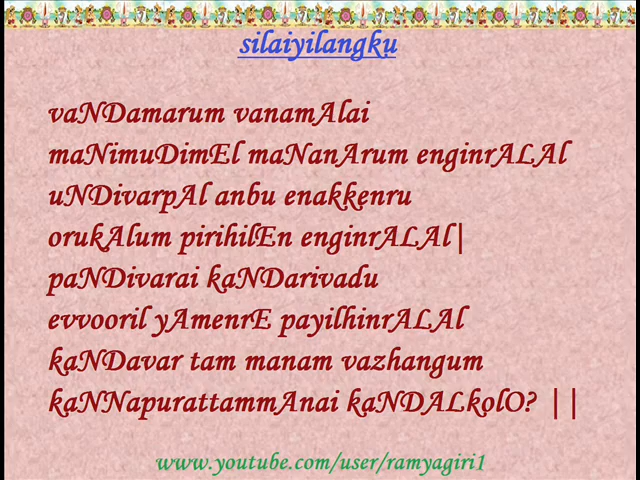 silaiyilangku
vaNDamarum vanamAlai
maNimuDimEl maNanArum enginrALAl
uNDivarpAl anbu enakkenru
orukAlum pirihilEn enginrALAl|
paNDivarai kaNDarivadu
evvooril yAmenrE payilhinrALAl
kaNDavar tam manam vazhangum
kaNNapurattammAnai kaNDALkolO? ||
www.youtube.com/user/ramyagiri1